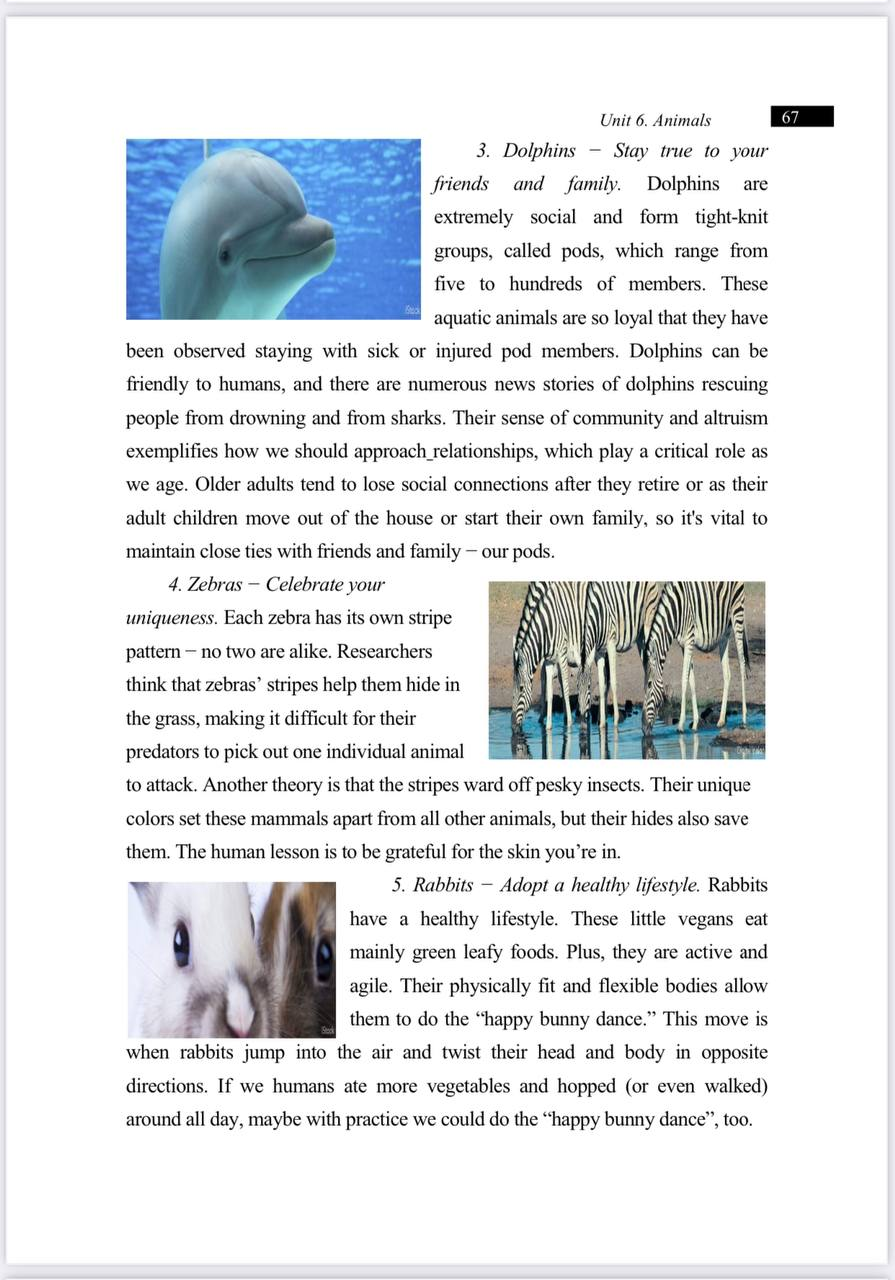 Unit 6. Animals 67
3. Dolphins – Stay true to your
friends and family. Dolphins are
extremely social and form tight-knit
groups, called pods, which range from
five to hundreds of members. These
iStock
aquatic animals are so loyal that they have
been observed staying with sick or injured pod members. Dolphins can be
friendly to humans, and there are numerous news stories of dolphins rescuing
people from drowning and from sharks. Their sense of community and altruism
exemplifies how we should approach_relationships, which play a critical role as
we age. Older adults tend to lose social connections after they retire or as their
adult children move out of the house or start their own family, so it's vital to
maintain close ties with friends and family – our pods.
4. Zebras – Celebrate your
uniqueness. Each zebra has its own stripe
pattern – no two are alike. Researchers
think that zebras’ stripes help them hide in
the grass, making it difficult for their
predators to pick out one individual animal
to attack. Another theory is that the stripes ward off pesky insects. Their unique
colors set these mammals apart from all other animals, but their hides also save
them. The human lesson is to be grateful for the skin you’re in.
5. Rabbits – Adopt a healthy lifestyle. Rabbits
have a healthy lifestyle. These little vegans eat
mainly green leafy foods. Plus, they are active and
agile. Their physically fit and flexible bodies allow
them to do the “happy bunny dance.” This move is
iStock
when rabbits jump into the air and twist their head and body in opposite
directions. If we humans ate more vegetables and hopped (or even walked)
around all day, maybe with practice we could do the “happy bunny dance”, too.